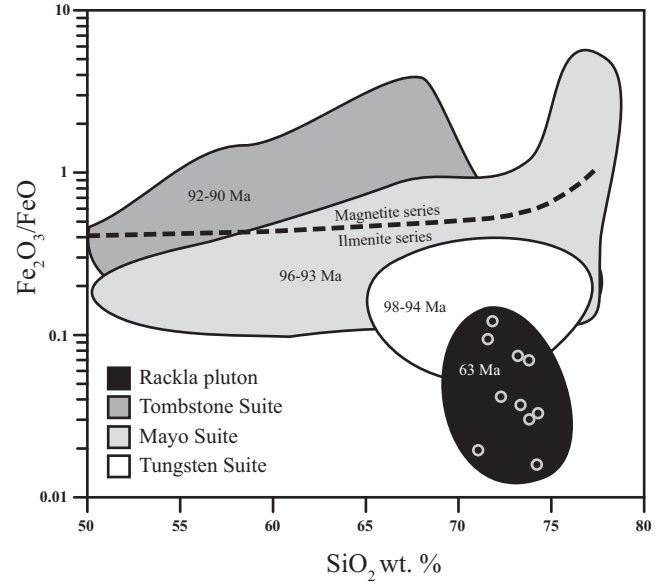 10
1
0.1
0.01
Fe₂O₃/FeO
92-90 Ma
Magnetite series
Ilmenite series
96-93 Ma
98-94 Ma
63 Ma
Rackla pluton
Tombstone Suite
Mayo Suite
Tungsten Suite
50 55 60 65 70 75 80
SiO₂ wt. %